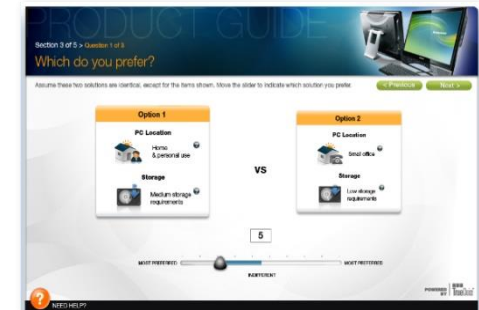 PRODUCT GUIDE
Section 3 of 5 > Question 1 of 3
Which do you prefer?
Assume these two solutions are identical, except for the items shown. Move the slider to indicate which solution you prefer.
< Previous
Next >
Option 1
PC Location
Home
& personal use
Storage
Medium storage
requirements
VS
Option 2
PC Location
Small office
Storage
Low storage
requirements
5
MOST PREFERRED
INDIFFERENT
MOST PREFERRED
POWERED
BY
?
NEED HELP?